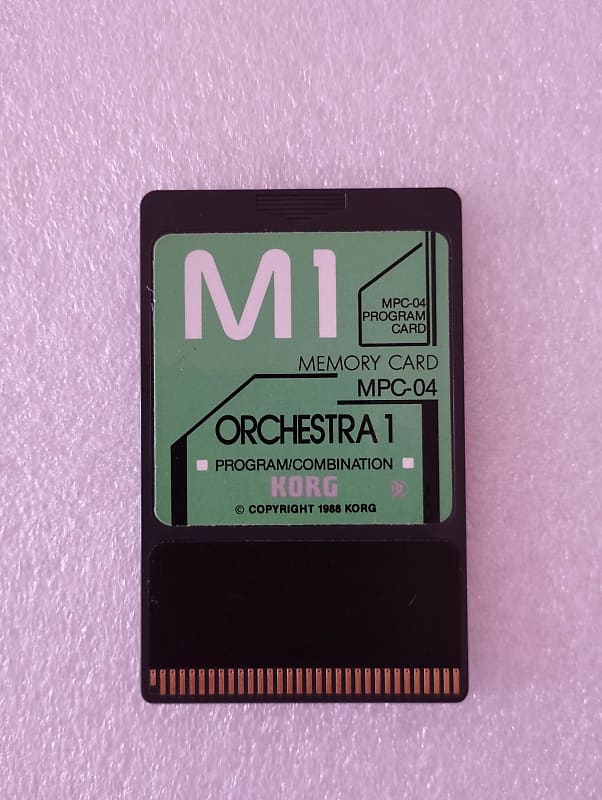 M1
MPC-04
PROGRAM
CARD
MEMORY CARD
MPC-04
ORCHESTRA 1
PROGRAM/COMBINATION
KORG
© COPYRIGHT 1988 KORG